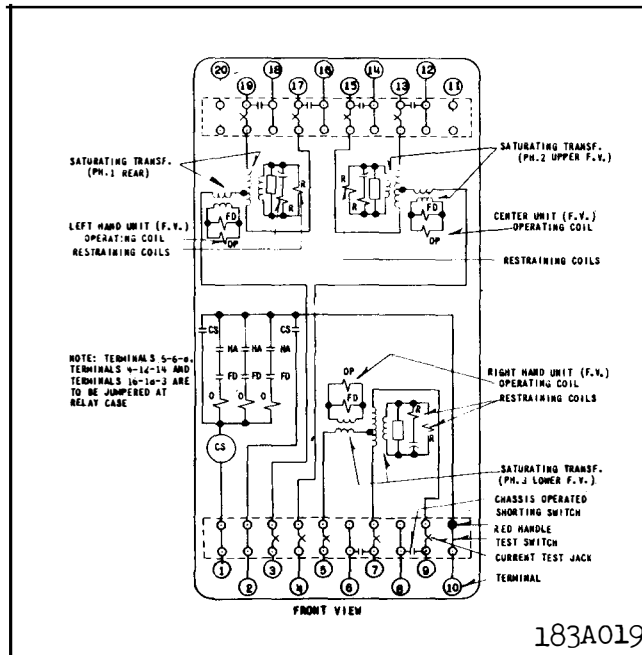 20 18 16 14 12
19 17 15 13 11
SATURATING TRANSF.
(PH.1 REAR)
SATURATING TRANSF.
(PH.2 UPPER F.V.)
R R R R
FD FD
OP OP
LEFT HAND UNIT (F.V.)
OPERATING COIL
RESTRAINING COILS
CENTER UNIT (F.V.)
OPERATING COIL
RESTRAINING COILS
CS CS
HA HA HA
FD FD FD
O O O
CS
NOTE: TERMINALS 5-6-8,
TERMINALS 4-12-14 AND
TERMINALS 16-18-3 ARE
TO BE JUMPERED AT
RELAY CASE
OP
FD
R
R
RIGHT HAND UNIT (F.V.)
OPERATING COIL
RESTRAINING COILS
SATURATING TRANSF.
(PH.3 LOWER F.V.)
CHASSIS OPERATED
SHORTING SWITCH
RED HANDLE
TEST SWITCH
CURRENT TEST JACK
TERMINAL
1 3 5 7 9
2 4 6 8 10
FRONT VIEW
183A019